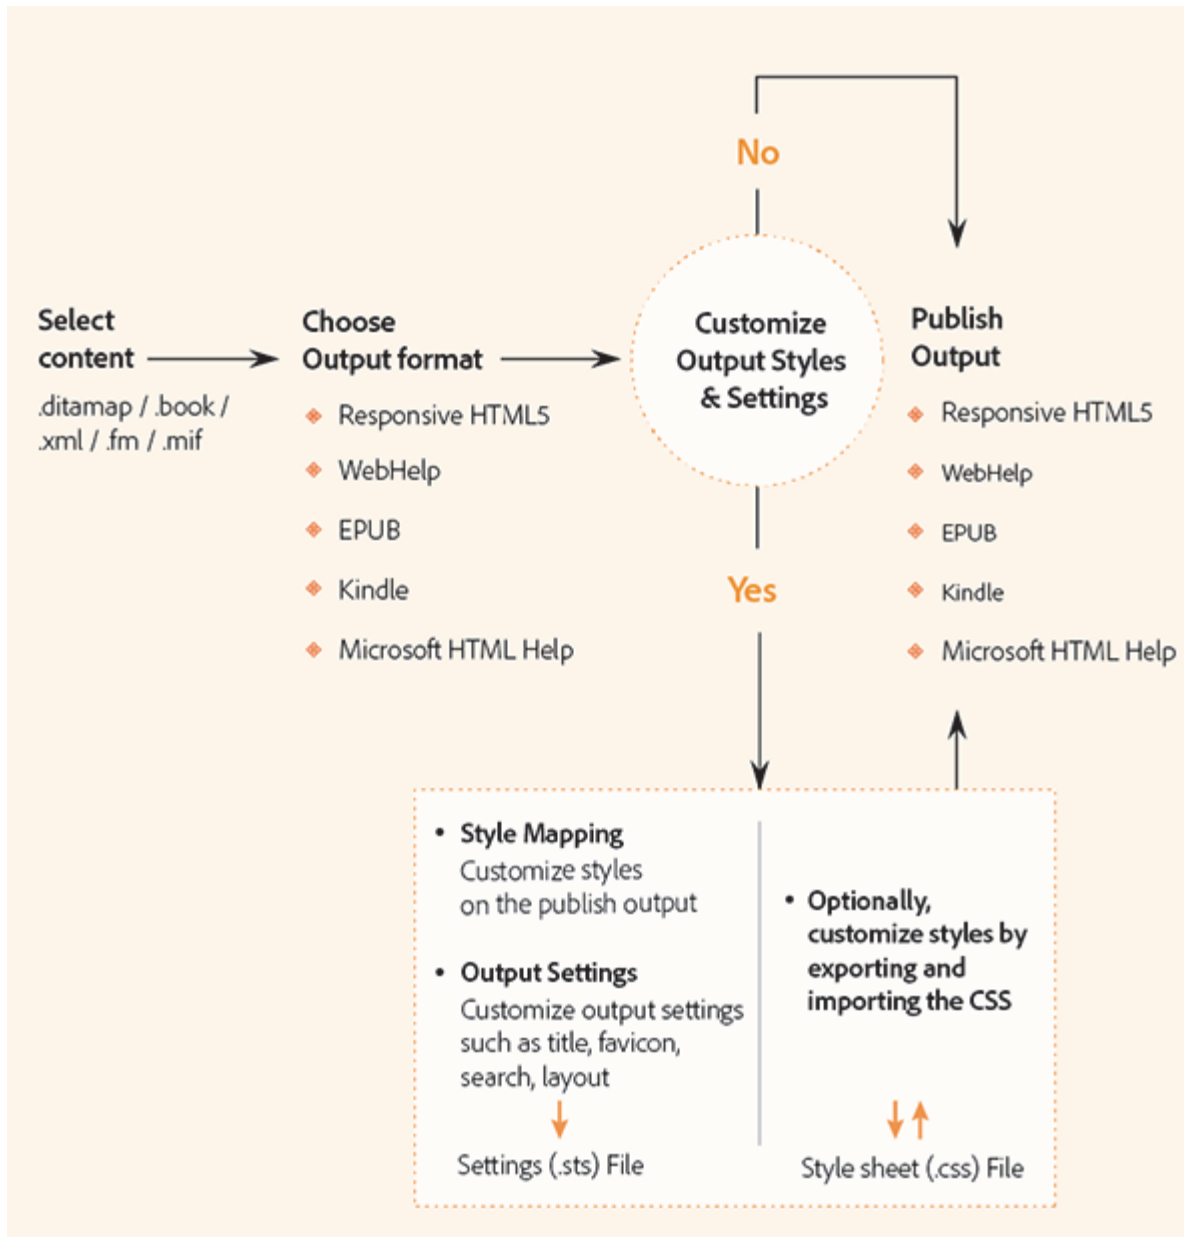 No
Select
content
.ditamap / .book /
.xml / .fm / .mif
Choose
Output format
Responsive HTML5
WebHelp
EPUB
Kindle
Microsoft HTML Help
Customize
Output Styles
& Settings
Yes
Publish
Output
Responsive HTML5
WebHelp
EPUB
Kindle
Microsoft HTML Help
• Style Mapping
Customize styles
on the publish output
• Output Settings
Customize output settings
such as title, favicon,
search, layout
Settings (.sts) File
• Optionally,
customize styles by
exporting and
importing the CSS
Style sheet (.css) File